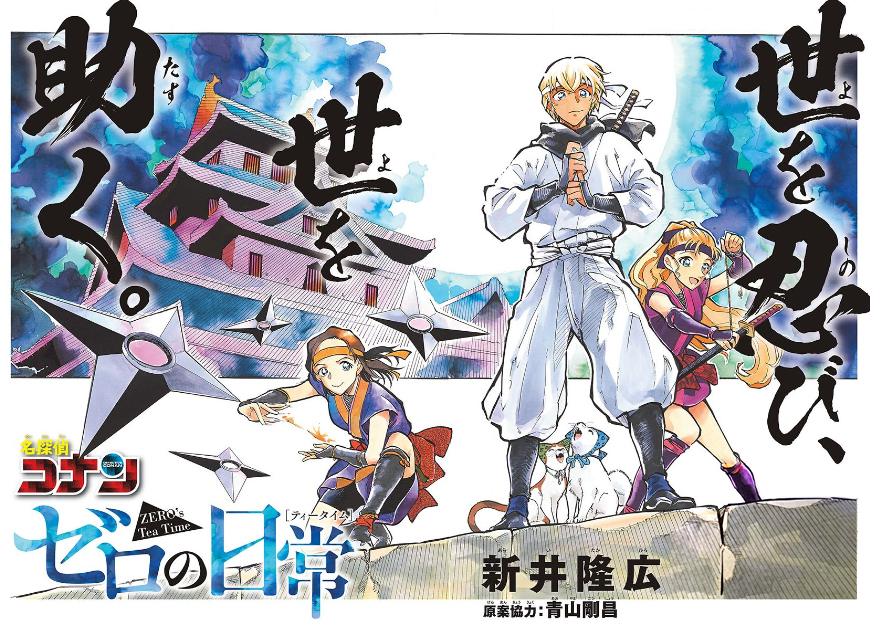 世を忍び、
世を
助く。
名探偵
コナン
ZERO's
Tea Time
[ティータイム]
ゼロの日常
新井隆広
原案協力:青山剛昌